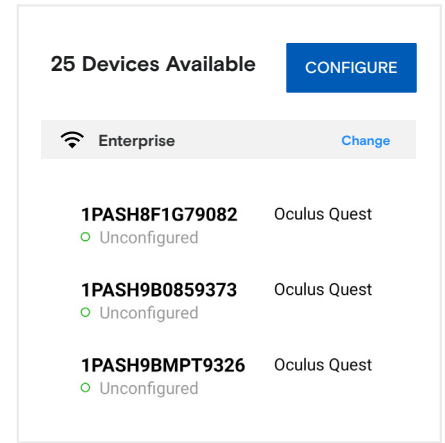 25 Devices Available
CONFIGURE
Enterprise
Change
1PASH8F1G79082 Oculus Quest
Unconfigured
1PASH9B0859373 Oculus Quest
Unconfigured
1PASH9BMPT9326 Oculus Quest
Unconfigured